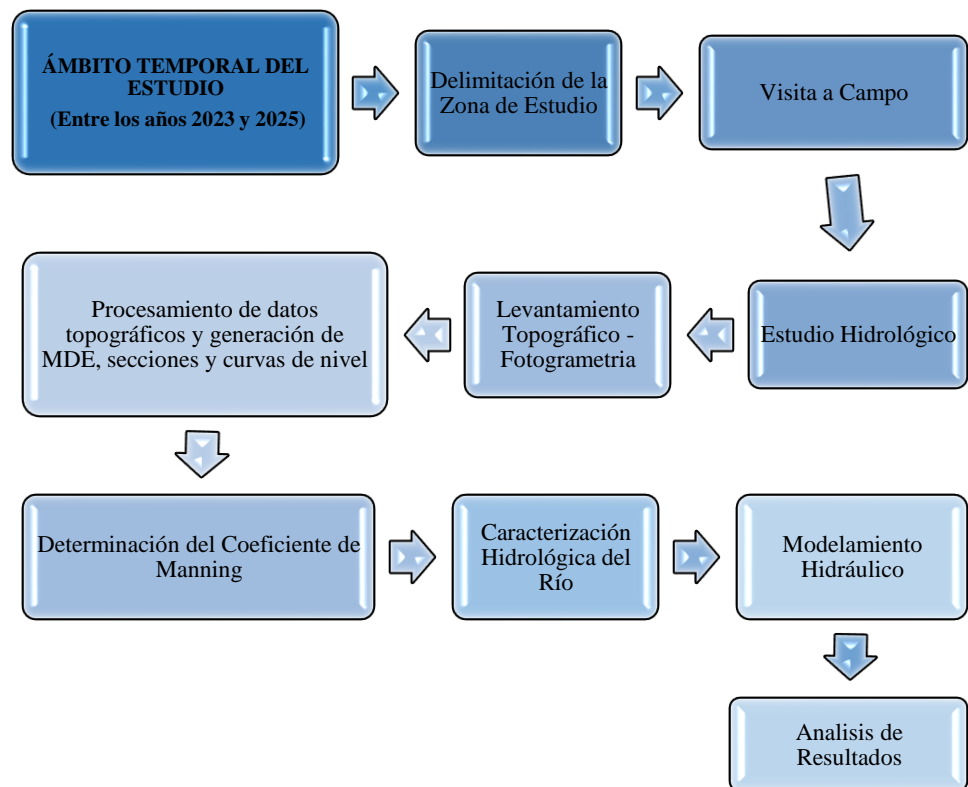 ÁMBITO TEMPORAL DEL
ESTUDIO
(Entre los años 2023 y 2025)
Delimitación de la
Zona de Estudio
Visita a Campo
Estudio Hidrológico
Levantamiento
Topográfico -
Fotogrametria
Procesamiento de datos
topográficos y generación de
MDE, secciones y curvas de nivel
Determinación del Coeficiente de
Manning
Caracterización
Hidrológica del
Río
Modelamiento
Hidráulico
Analisis de
Resultados